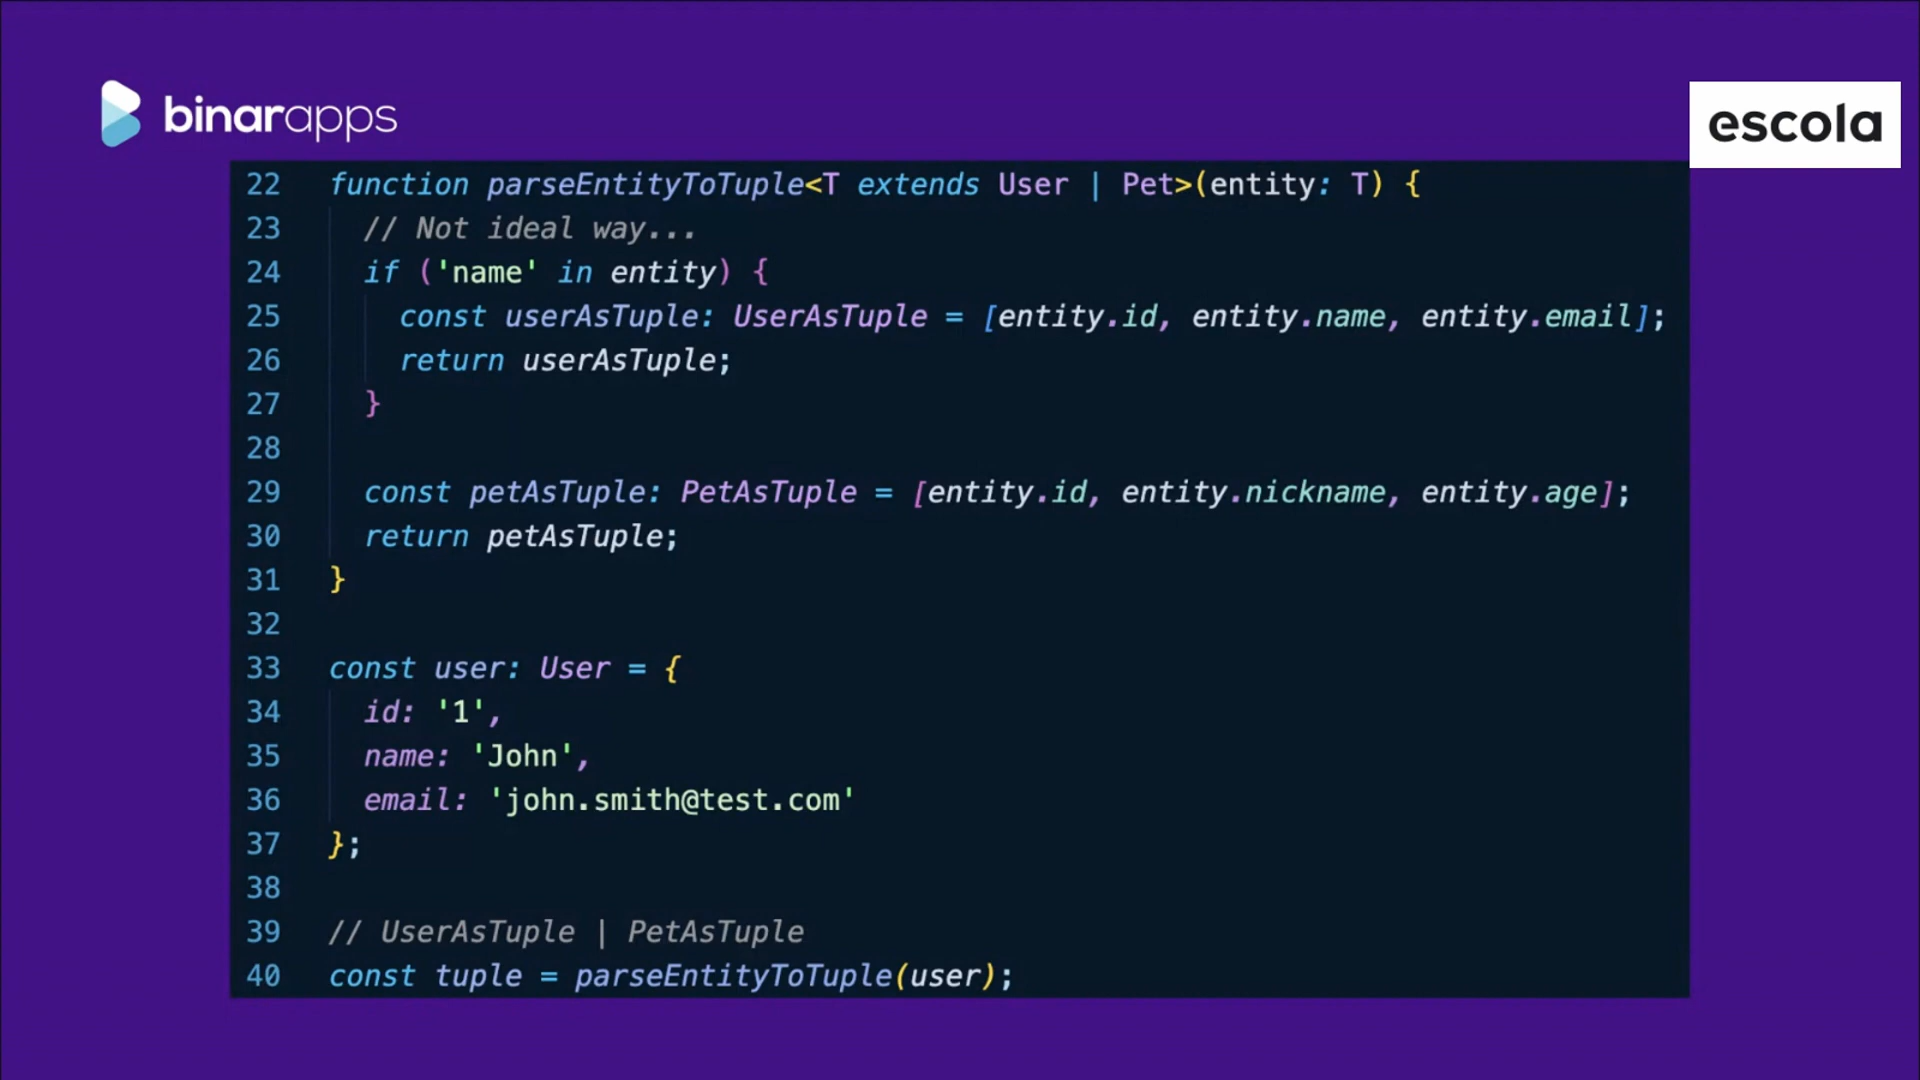 binarapps
escola
22 function parseEntityToTuple<T extends User | Pet>(entity: T) {
23 // Not ideal way...
24 if ('name' in entity) {
25 const userAsTuple: UserAsTuple = [entity.id, entity.name, entity.email];
26 return userAsTuple;
27 }
28
29 const petAsTuple: PetAsTuple = [entity.id, entity.nickname, entity.age];
30 return petAsTuple;
31 }
32
33 const user: User = {
34 id: '1',
35 name: 'John',
36 email: 'john.smith@test.com'
37 };
38
39 // UserAsTuple | PetAsTuple
40 const tuple = parseEntityToTuple(user);